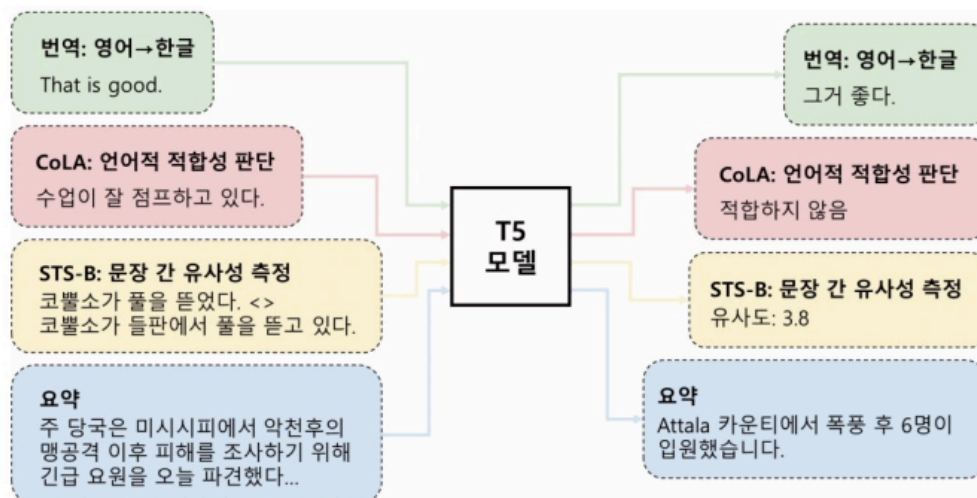 번역: 영어→한글
That is good.
CoLA: 언어적 적합성 판단
수업이 잘 점프하고 있다.
STS-B: 문장 간 유사성 측정
코뿔소가 풀을 뜯었다. <>
코뿔소가 들판에서 풀을 뜯고 있다.
요약
주 당국은 미시시피에서 악천후의
맹공격 이후 피해를 조사하기 위해
긴급 요원을 오늘 파견했다...
T5
모델
번역: 영어→한글
그거 좋다.
CoLA: 언어적 적합성 판단
적합하지 않음
STS-B: 문장 간 유사성 측정
유사도: 3.8
요약
Attala 카운티에서 폭풍 후 6명이
입원했습니다.